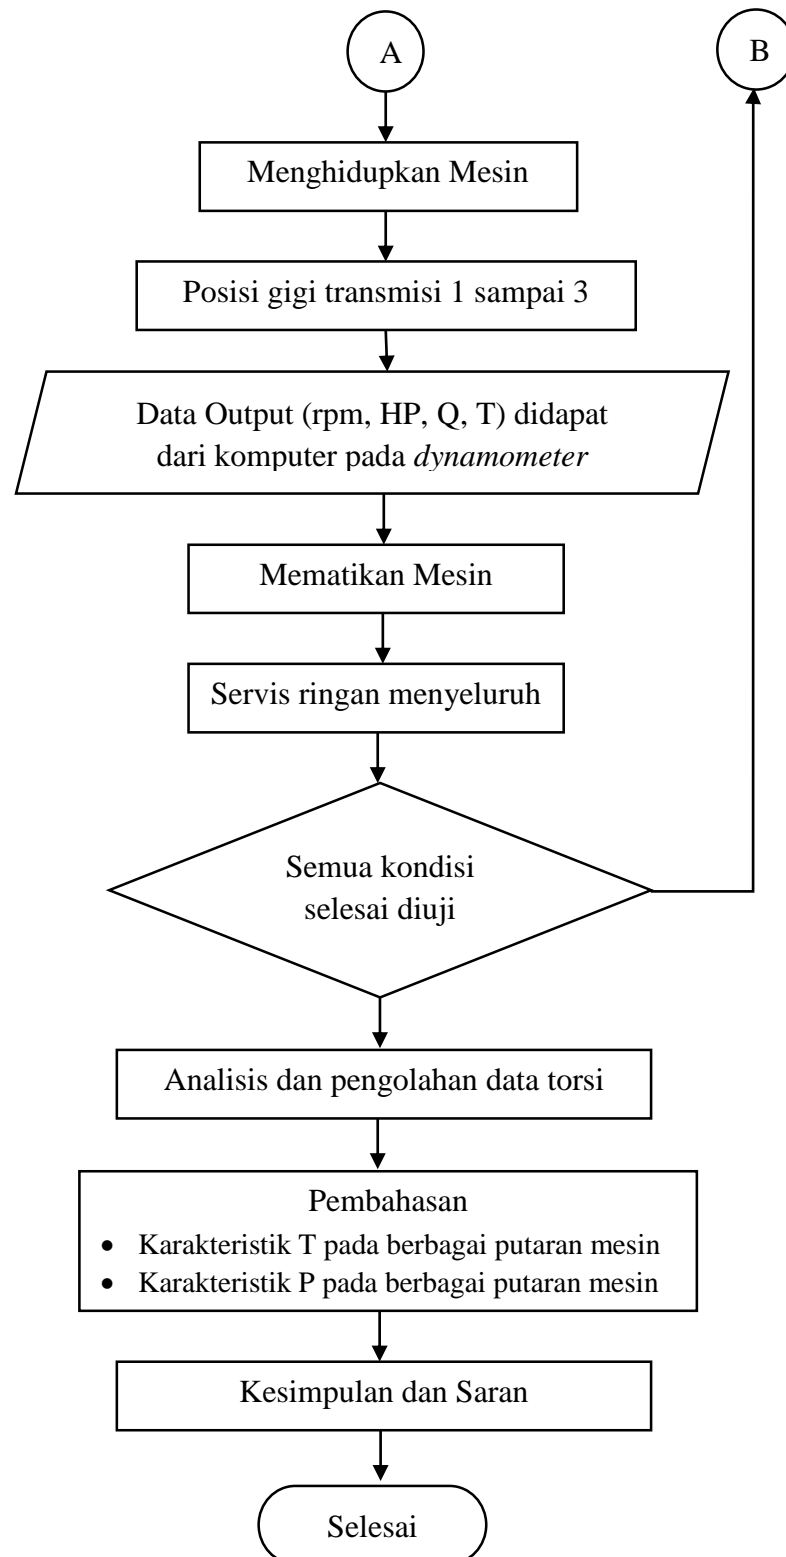 A
B
Menghidupkan Mesin
Posisi gigi transmisi 1 sampai 3
Data Output (rpm, HP, Q, T) didapat
dari komputer pada dynamometer
Mematikan Mesin
Servis ringan menyeluruh
Semua kondisi
selesai diuji
Analisis dan pengolahan data torsi
Pembahasan
• Karakteristik T pada berbagai putaran mesin
• Karakteristik P pada berbagai putaran mesin
Kesimpulan dan Saran
Selesai